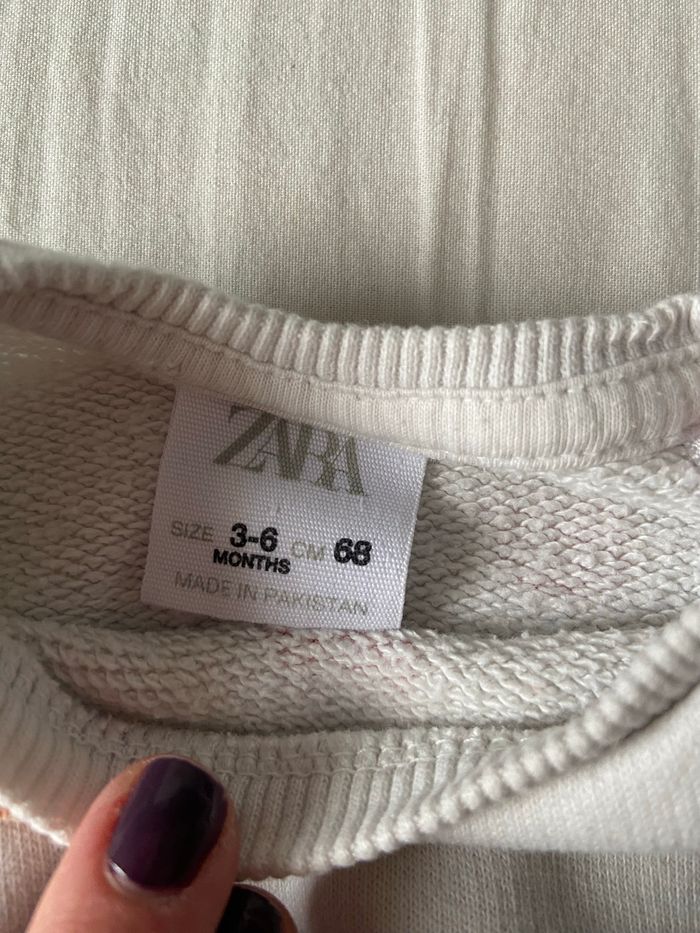 ZARA
SIZE 3-6 CM 68
MONTHS
MADE IN PAKISTAN